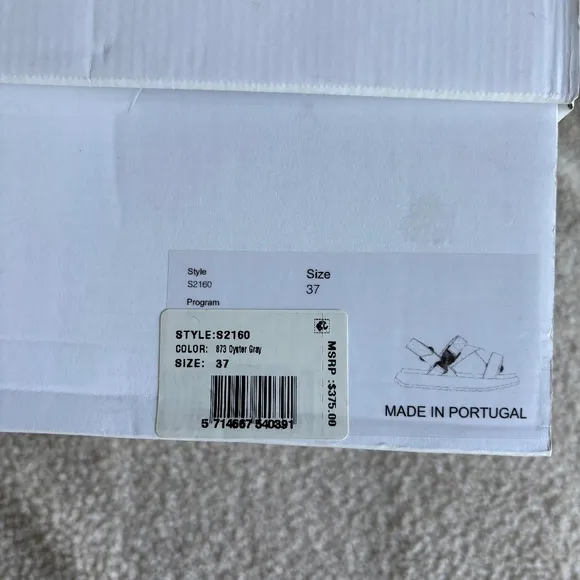 Style
S2160
Program
Size
37
STYLE:S2160
COLOR: 873 Oyster Gray
SIZE: 37
5 714667 540391
MSRP :$375.00
MADE IN PORTUGAL